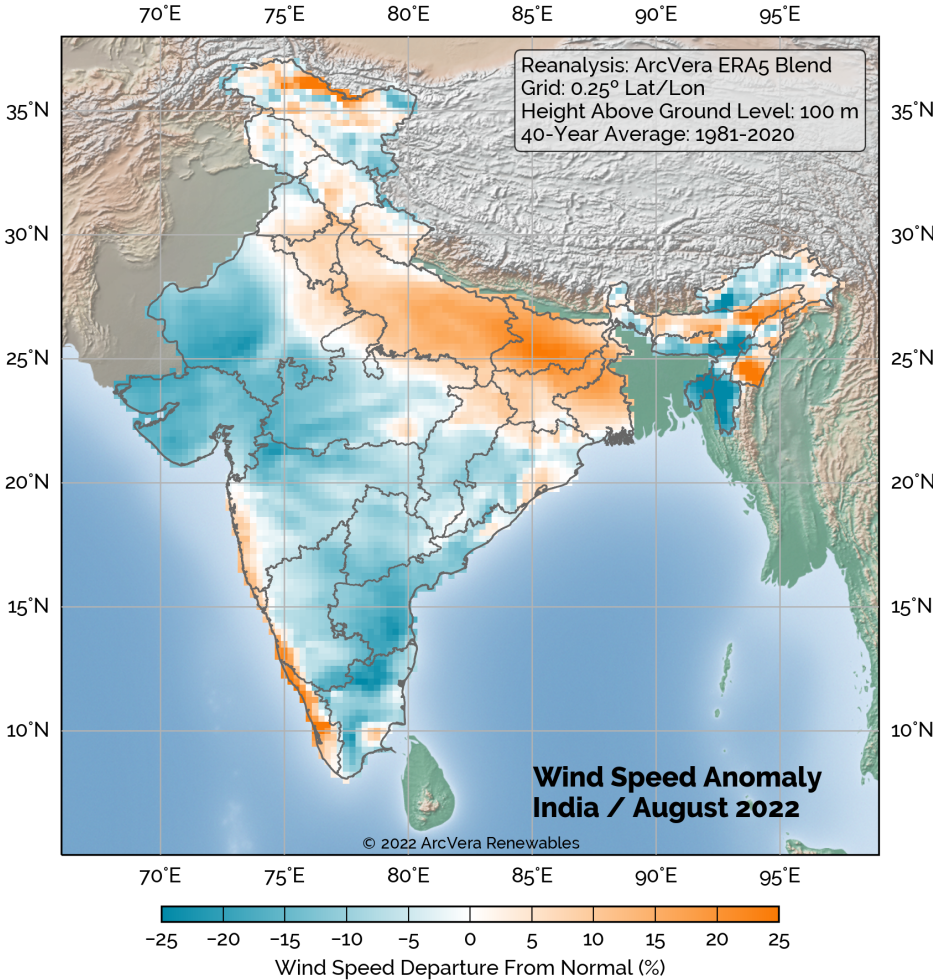 70°E 75°E 80°E 85°E 90°E 95°E
Reanalysis: ArcVera ERA5 Blend
Grid: 0.25º Lat/Lon
Height Above Ground Level: 100 m
40-Year Average: 1981-2020
35°N 35°N
30°N 30°N
25°N 25°N
20°N 20°N
15°N 15°N
10°N 10°N
Wind Speed Anomaly
India / August 2022
© 2022 ArcVera Renewables
70°E 75°E 80°E 85°E 90°E 95°E
−25 −20 −15 −10 −5 0 5 10 15 20 25
Wind Speed Departure From Normal (%)